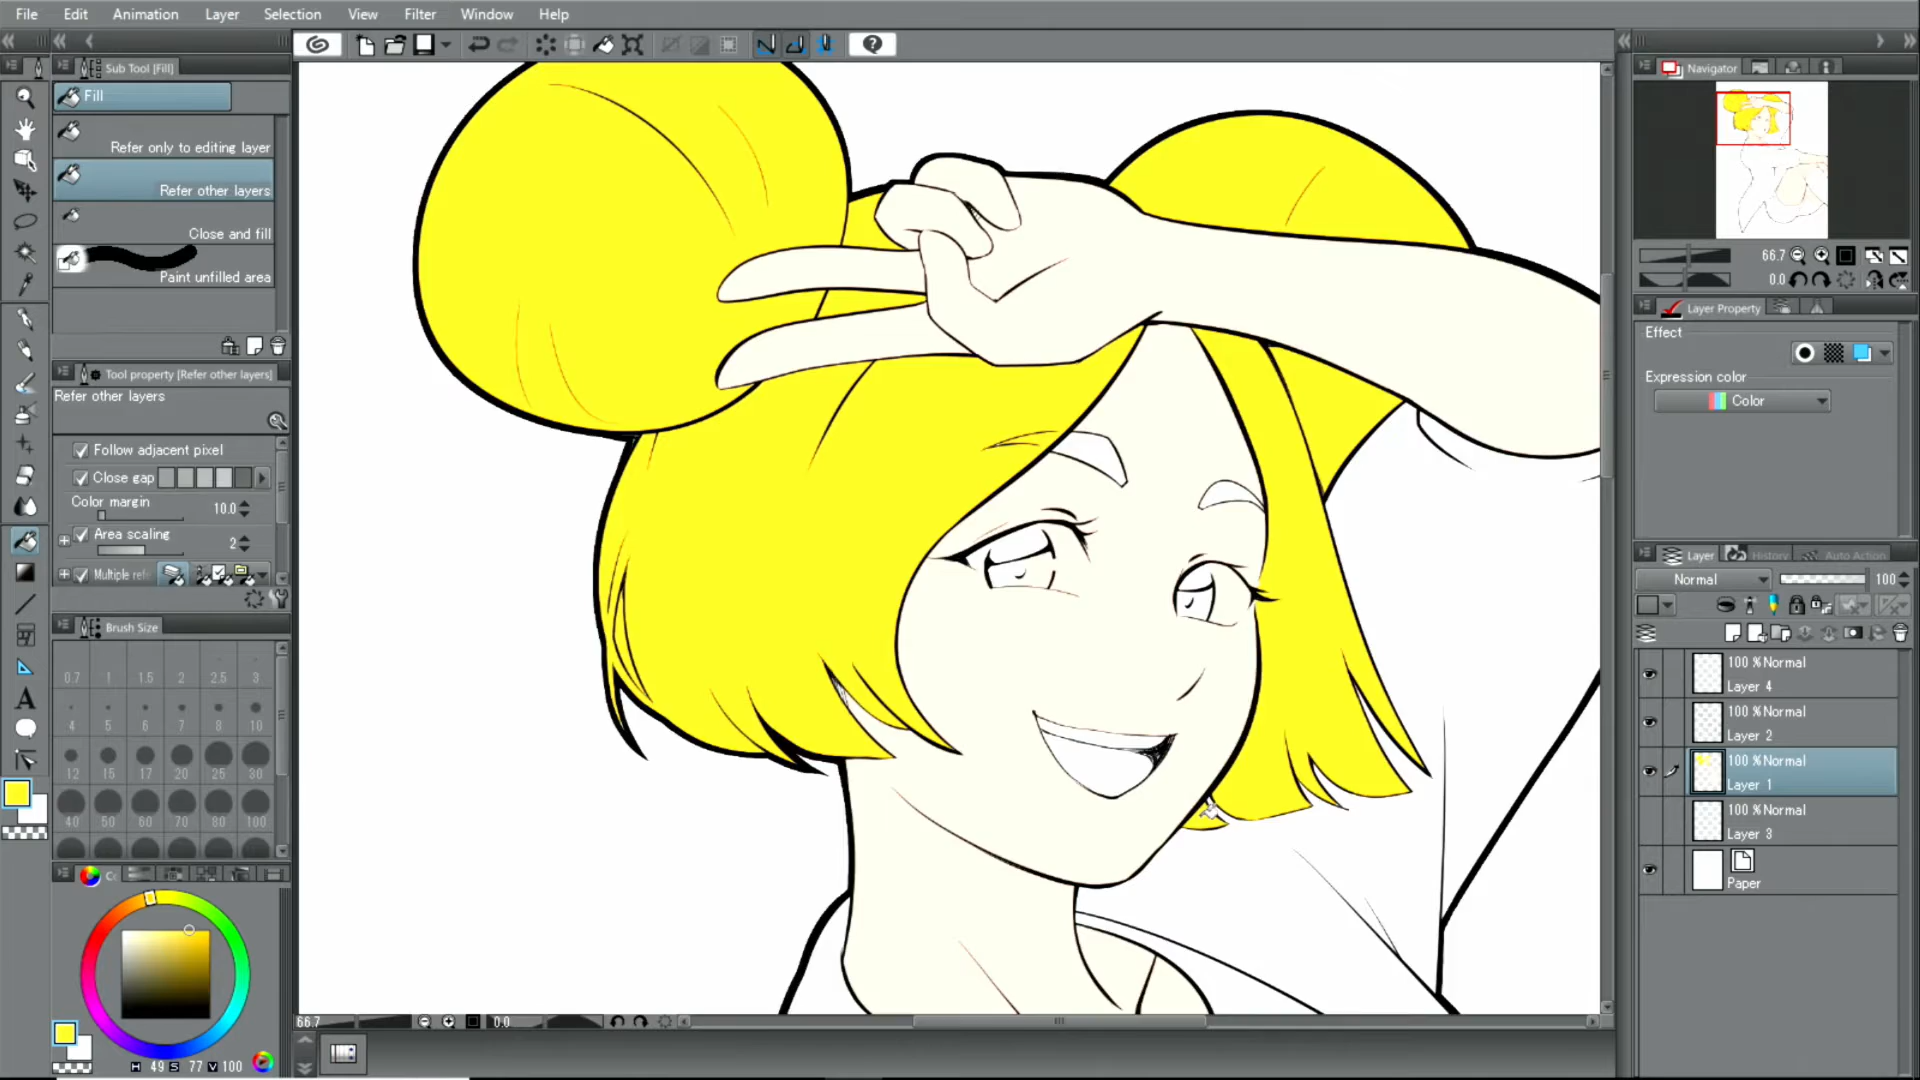 File Edit Animation Layer Selection View Filter Window Help
Sub Tool [Fill]
Fill
Refer only to editing layer
Refer other layers
Close and fill
Paint unfilled area
Tool property [Refer other layers]
Refer other layers
Follow adjacent pixel
Close gap
Color margin
10.0
Area scaling
2
Multiple refe
Brush Size
0.7 1 1.5 2 2.5 3
4 5 6 7 8 10
12 15 17 20 25 30
40 50 60 70 80 100
H 49 S 77 V 100
66.7 0.0
Navigator
66.7
0.0
Layer Property
Effect
Expression color
Color
Layer History Auto Action
Normal 100
100 % Normal
Layer 4
100 % Normal
Layer 2
100 % Normal
Layer 1
100 % Normal
Layer 3
Paper